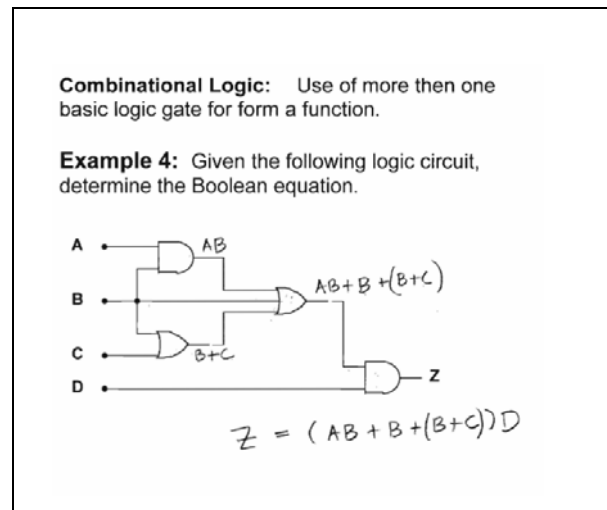 Combinational Logic: Use of more then one
basic logic gate for form a function.
Example 4: Given the following logic circuit,
determine the Boolean equation.
A
AB
AB+B+(B+C)
B
C
B+C
Z
D
Z = (AB+B+(B+C))D